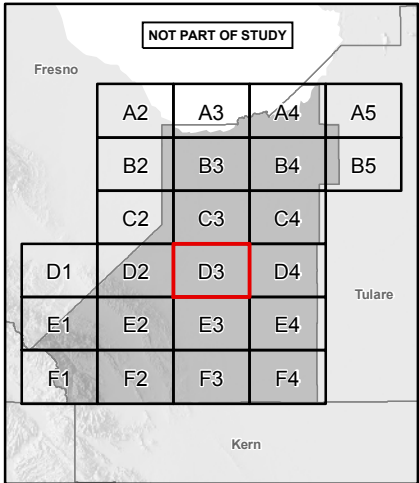 NOT PART OF STUDY
Fresno
A2 A3 A4 A5
B2 B3 B4 B5
C2 C3 C4
D1 D2 D3 D4
Tulare
E1 E2 E3 E4
F1 F2 F3 F4
Kern